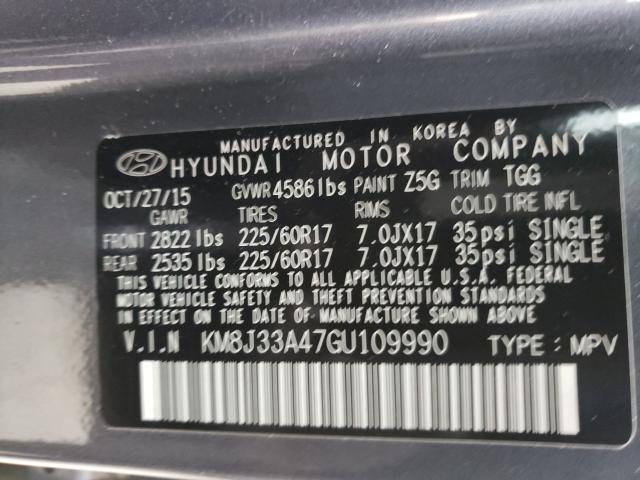 MANUFACTURED IN KOREA BY
HYUNDAI MOTOR COMPANY
OCT/27/15 GVWR 4586 lbs PAINT Z5G TRIM TGG
GAWR TIRES RIMS COLD TIRE INFL
FRONT 2822 lbs 225/60R17 7.0JX17 35psi SINGLE
REAR 2535 lbs 225/60R17 7.0JX17 35psi SINGLE
THIS VEHICLE CONFORMS TO ALL APPLICABLE U.S.A. FEDERAL
MOTOR VEHICLE SAFETY AND THEFT PREVENTION STANDARDS
IN EFFECT ON THE DATE OF MANUFACTURE SHOWN ABOVE.
V.I.N KM8J33A47GU109990 TYPE : MPV